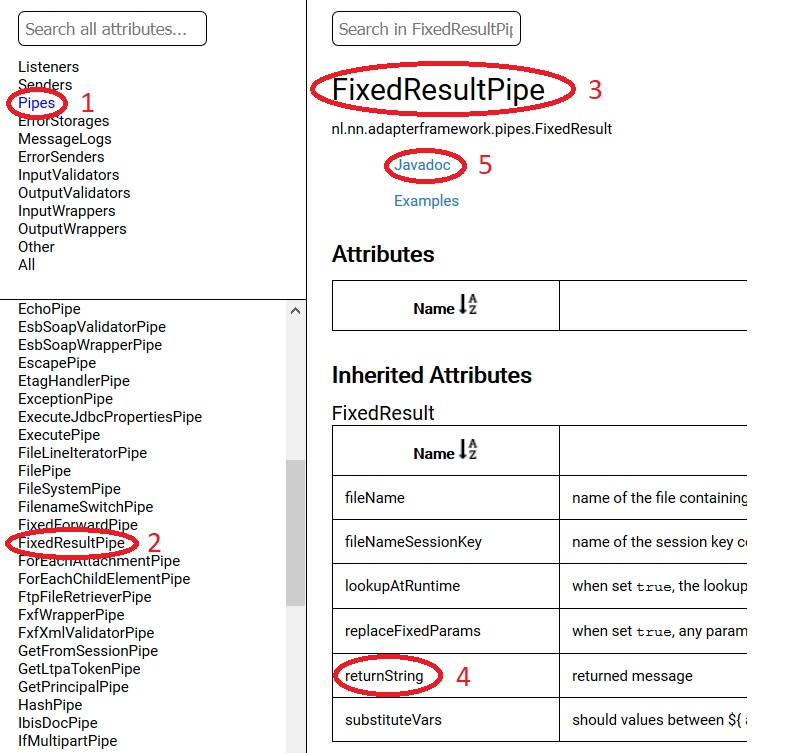 Search all attributes...
Listeners
Senders
Pipes 1
ErrorStorages
MessageLogs
ErrorSenders
InputValidators
OutputValidators
InputWrappers
OutputWrappers
Other
All
EchoPipe
EsbSoapValidatorPipe
EsbSoapWrapperPipe
EscapePipe
EtagHandlerPipe
ExceptionPipe
ExecuteJdbcPropertiesPipe
ExecutePipe
FileLineIteratorPipe
FilePipe
FileSystemPipe
FilenameSwitchPipe
FixedForwardPipe
FixedResultPipe 2
ForEachAttachmentPipe
ForEachChildElementPipe
FtpFileRetrieverPipe
FxfWrapperPipe
FxfXmlValidatorPipe
GetFromSessionPipe
GetLtpaTokenPipe
GetPrincipalPipe
HashPipe
IbisDocPipe
IfMultipartPipe
Search in FixedResultPip
FixedResultPipe 3
nl.nn.adapterframework.pipes.FixedResult
Javadoc 5
Examples
Attributes
Name AZ
Inherited Attributes
FixedResult
Name AZ
fileName name of the file containing
fileNameSessionKey name of the session key c
lookupAtRuntime when set true, the lookup
replaceFixedParams when set true, any param
returnString 4 returned message
substituteVars should values between ${ a